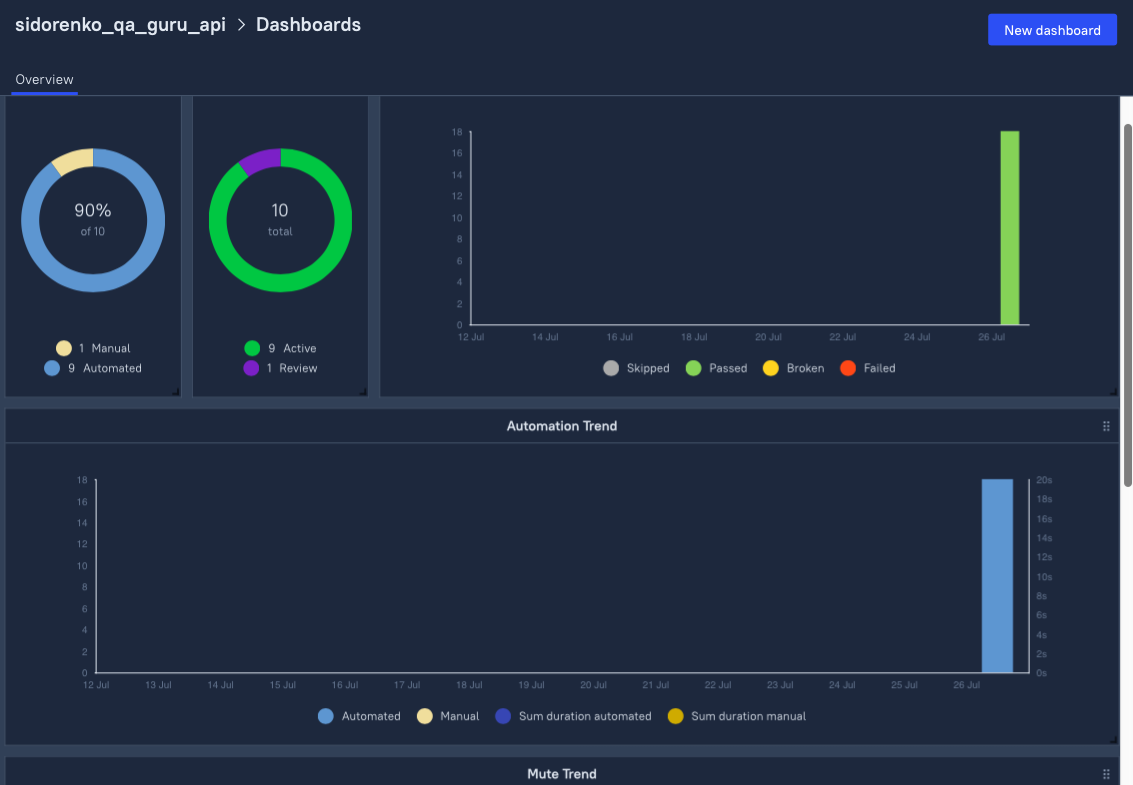 sidorenko_qa_guru_api > Dashboards
New dashboard
Overview
90%
of 10
1 Manual
9 Automated
10
total
9 Active
1 Review
18
16
14
12
10
8
6
4
2
0
12 Jul 14 Jul 16 Jul 18 Jul 20 Jul 22 Jul 24 Jul 26 Jul
Skipped Passed Broken Failed
Automation Trend
18
16
14
12
10
8
6
4
2
0
20s
18s
16s
14s
12s
10s
8s
6s
4s
2s
0s
12 Jul 13 Jul 14 Jul 15 Jul 16 Jul 17 Jul 18 Jul 19 Jul 20 Jul 21 Jul 22 Jul 23 Jul 24 Jul 25 Jul 26 Jul
Automated Manual Sum duration automated Sum duration manual
Mute Trend